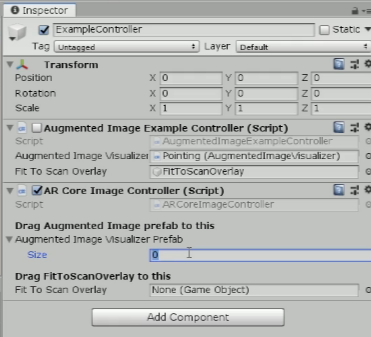 Inspector
ExampleController Static
Tag Untagged Layer Default
Transform
Position X 0 Y 0 Z 0
Rotation X 0 Y 0 Z 0
Scale X 1 Y 1 Z 1
Augmented Image Example Controller (Script)
Script AugmentedImageExampleController
Augmented Image Visualizer Pointing (AugmentedImageVisualizer)
Fit To Scan Overlay FitToScanOverlay
AR Core Image Controller (Script)
Script ARCoreImageController
Drag Augmented Image prefab to this
Augmented Image Visualizer Prefab
Size 0
Drag FitToScanOverlay to this
Fit To Scan Overlay None (Game Object)
Add Component